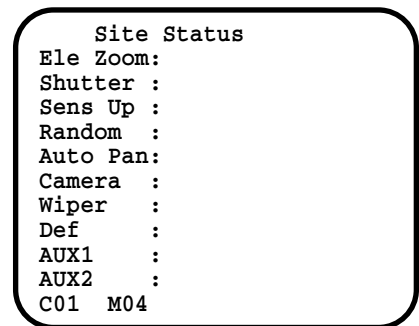 Site Status
Ele Zoom:
Shutter :
Sens Up :
Random  :
Auto Pan:
Camera  :
Wiper   :
Def     :
AUX1    :
AUX2    :
C01  M04